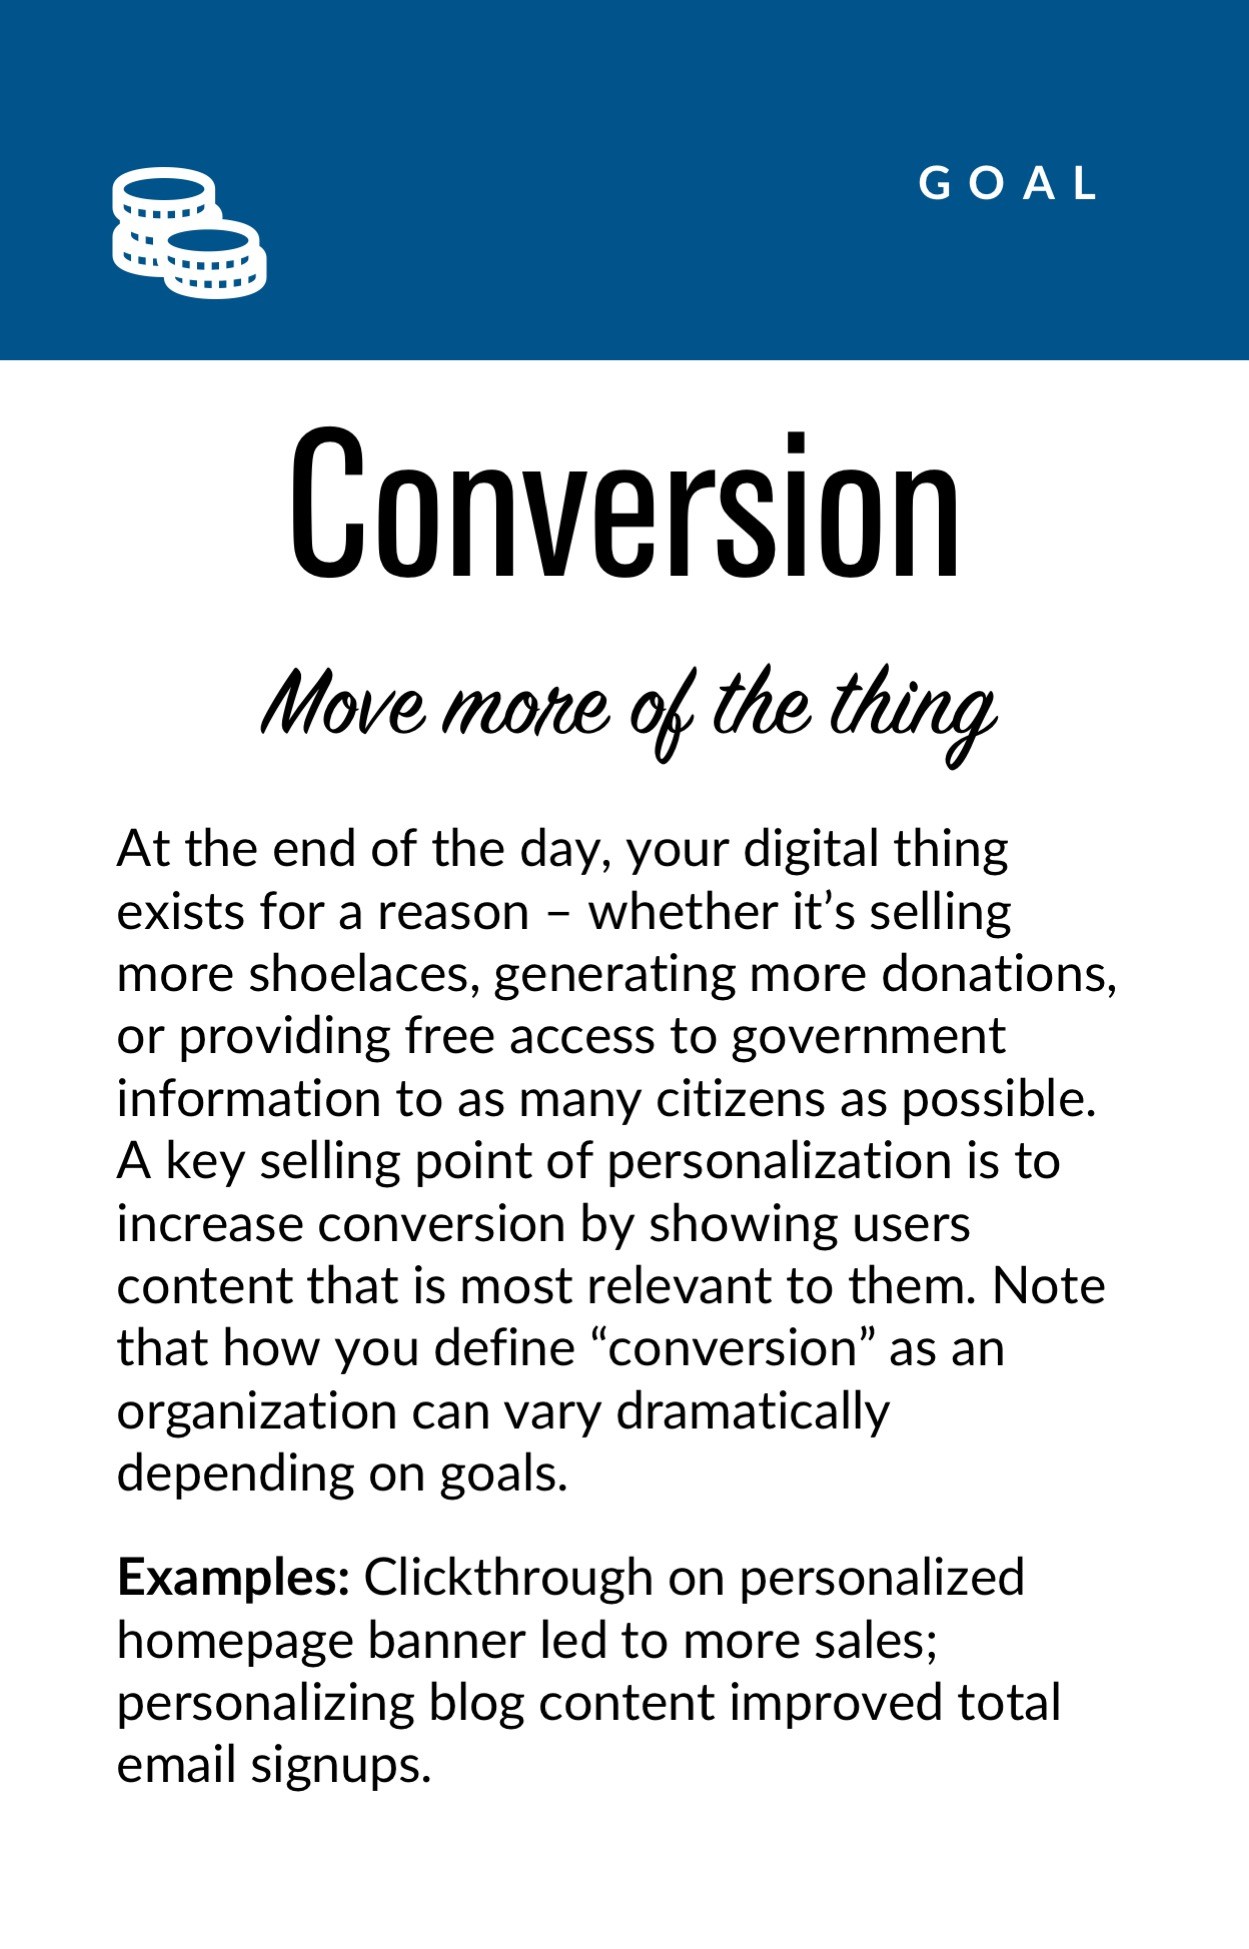 GOAL
Conversion
Move more of the thing
At the end of the day, your digital thing
exists for a reason – whether it’s selling
more shoelaces, generating more donations,
or providing free access to government
information to as many citizens as possible.
A key selling point of personalization is to
increase conversion by showing users
content that is most relevant to them. Note
that how you define “conversion” as an
organization can vary dramatically
depending on goals.
Examples: Clickthrough on personalized
homepage banner led to more sales;
personalizing blog content improved total
email signups.